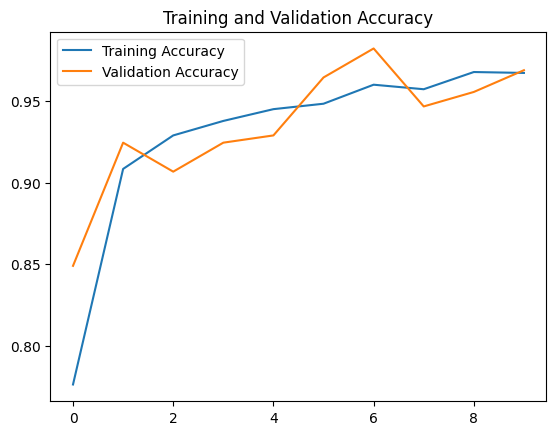 Training and Validation Accuracy
Training Accuracy
Validation Accuracy
0.95
0.90
0.85
0.80
0 2 4 6 8